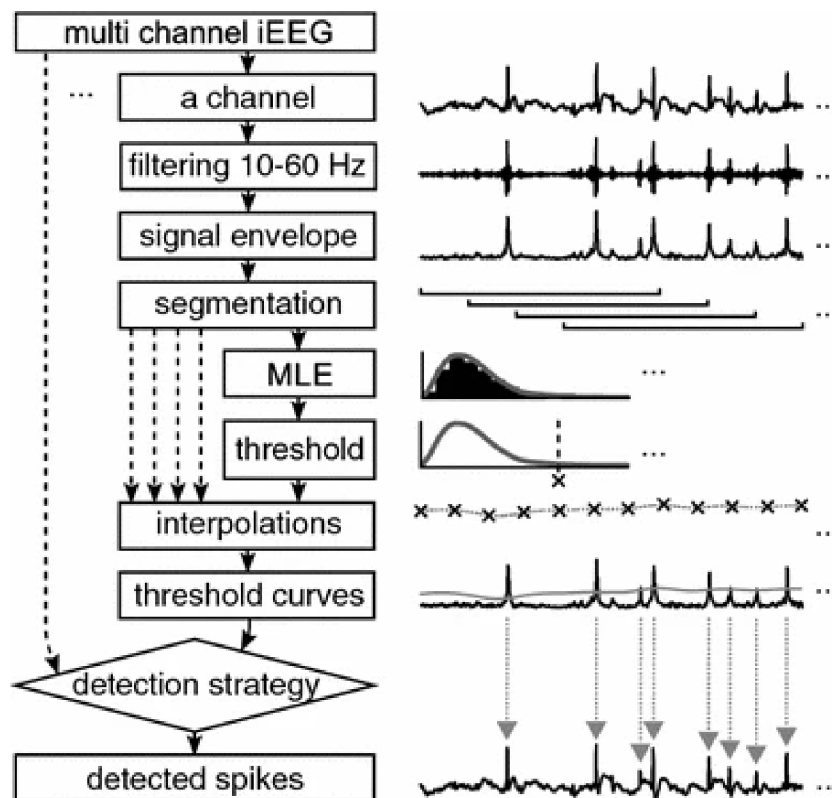 multi channel iEEG
... a channel
filtering 10-60 Hz
signal envelope
segmentation
MLE
threshold
interpolations
threshold curves
detection strategy
detected spikes